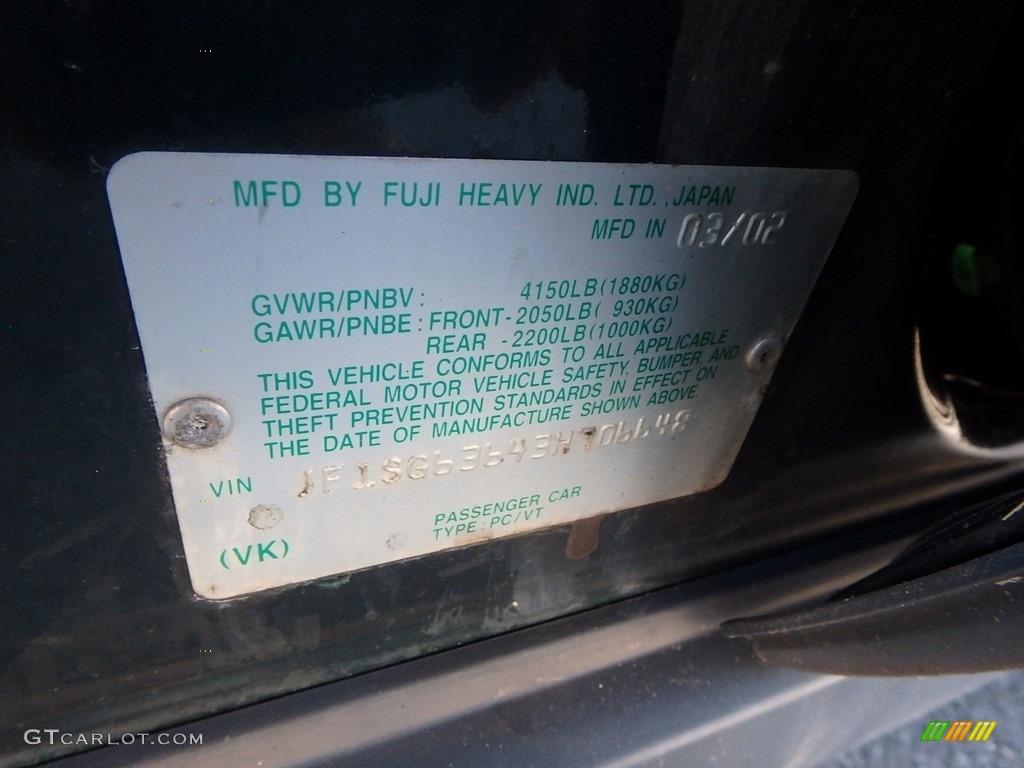 MFD BY FUJI HEAVY IND. LTD., JAPAN
MFD IN 03/02
GVWR/PNBV: 4150LB(1880KG)
GAWR/PNBE: FRONT-2050LB( 930KG)
REAR -2200LB(1000KG)
THIS VEHICLE CONFORMS TO ALL APPLICABLE
FEDERAL MOTOR VEHICLE SAFETY, BUMPER, AND
THEFT PREVENTION STANDARDS IN EFFECT ON
THE DATE OF MANUFACTURE SHOWN ABOVE.
VIN JF1SG63643H706648
PASSENGER CAR
TYPE: PC/VT
(VK)
GTCARLOT.COM